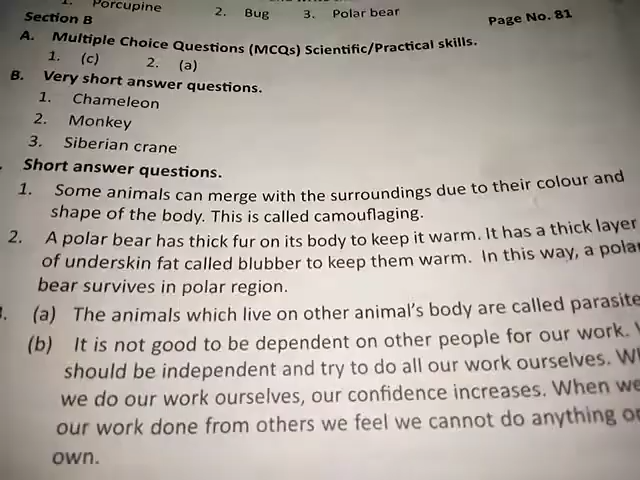 1. Porcupine 2. Bug 3. Polar bear
Section B Page No. 81
A. Multiple Choice Questions (MCQs) Scientific/Practical skills.
1. (c) 2. (a)
B. Very short answer questions.
1. Chameleon
2. Monkey
3. Siberian crane
Short answer questions.
1. Some animals can merge with the surroundings due to their colour and
shape of the body. This is called camouflaging.
2. A polar bear has thick fur on its body to keep it warm. It has a thick layer
of underskin fat called blubber to keep them warm. In this way, a polar
bear survives in polar region.
(a) The animals which live on other animal's body are called parasite
(b) It is not good to be dependent on other people for our work.
should be independent and try to do all our work ourselves.
we do our work ourselves, our confidence increases. When we
our work done from others we feel we cannot do anything
own.